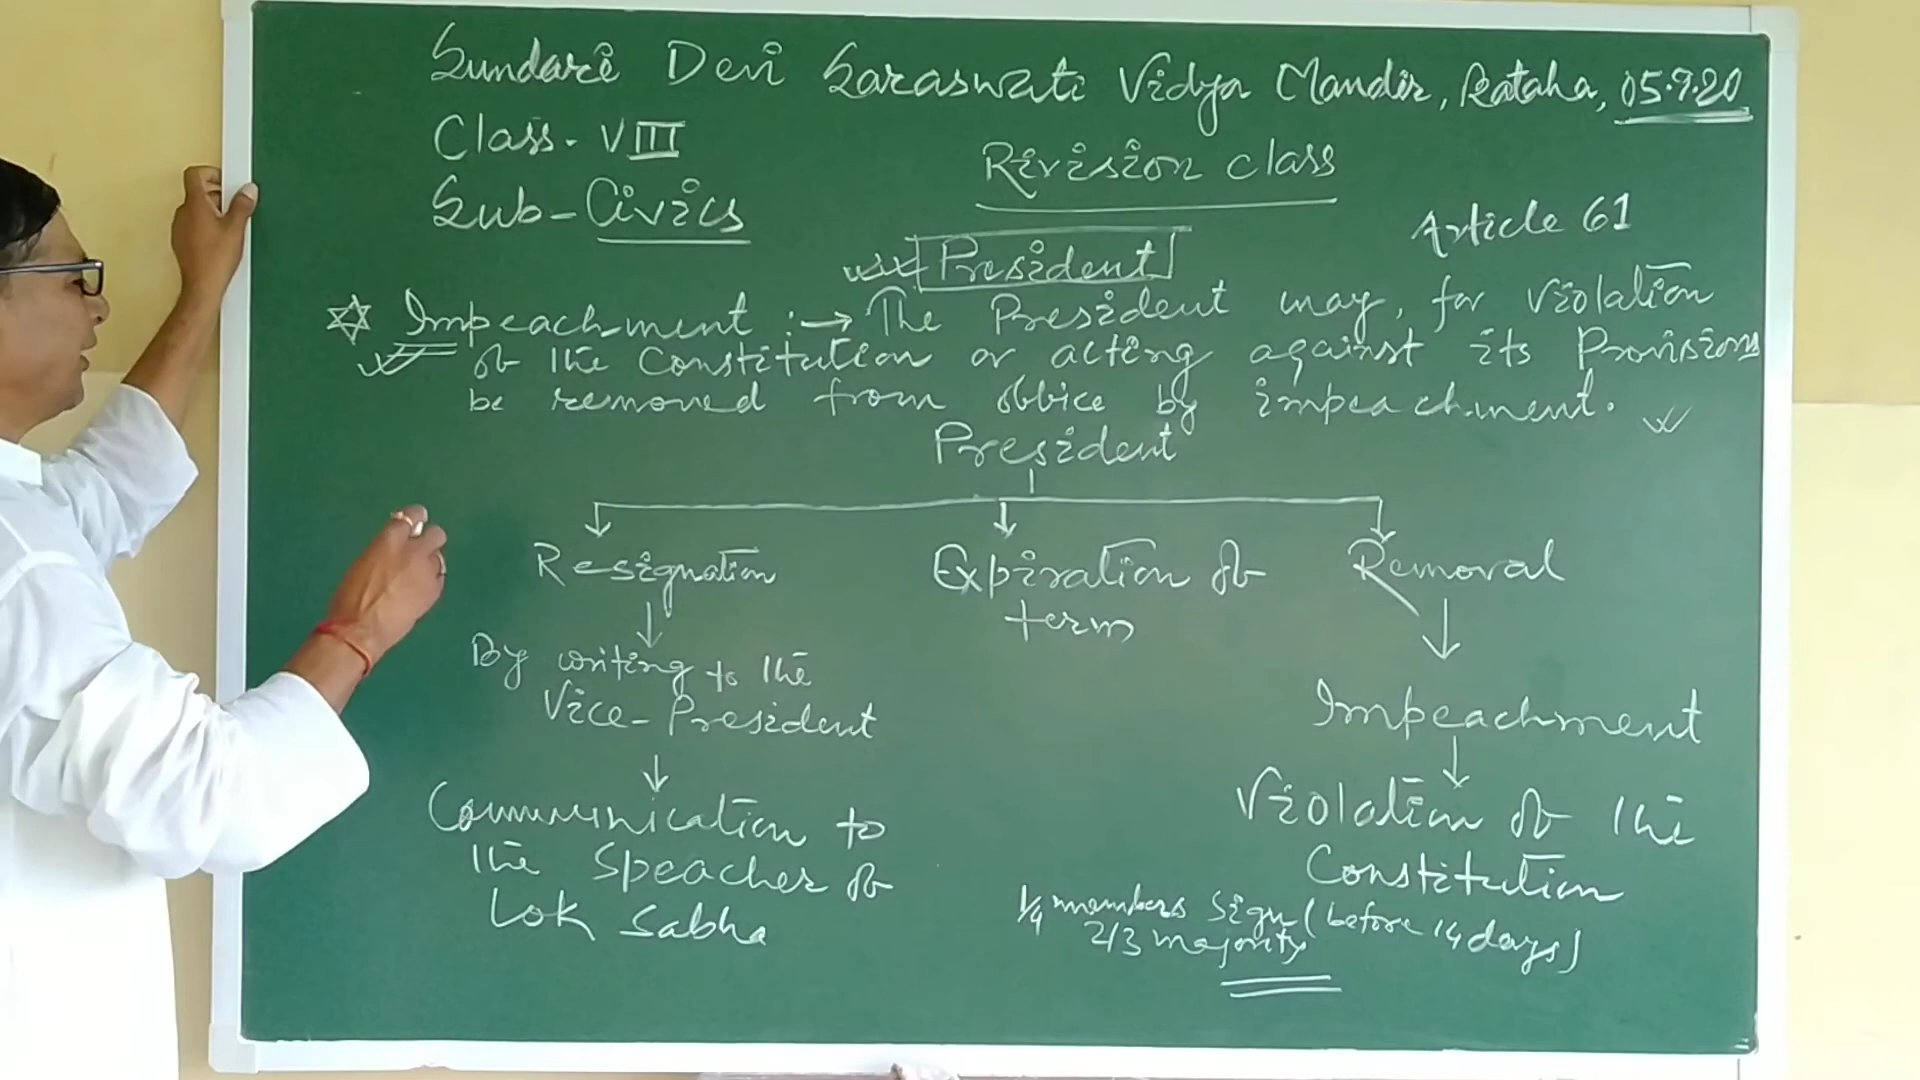 Sundari Devi Saraswati Vidya Mandir, Rataha, 05.9.20
Class - VIII
Rivision class
Sub - Civics
Article 61
President
Impeachment :→ The President may, for violation
of the Constitution or acting against its Provisions
be removed from office by impeachment.
President
Resignation
Expiration of
term
Removal
By writing to the
Vice-President
Impeachment
Communication to
the Speacher of
Lok Sabha
Violation of the
Constitution
1/4 members sign (before 14 days)
2/3 majority